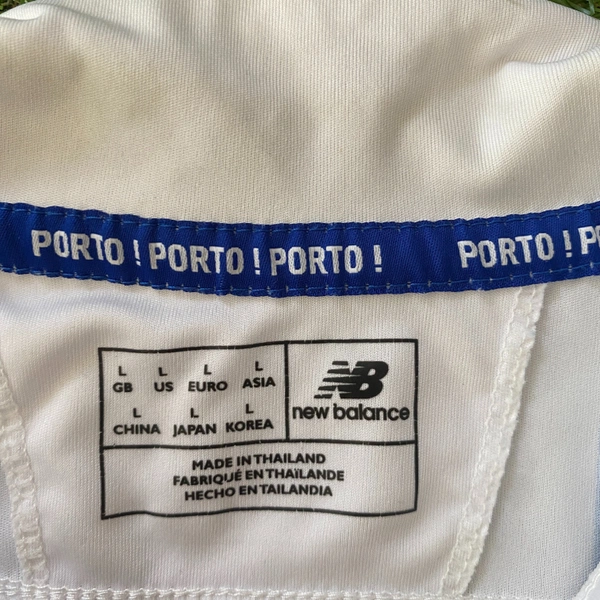 PORTO ! PORTO ! PORTO ! PORTO !
L L L L
GB US EURO ASIA
L L L
CHINA JAPAN KOREA
NB
new balance
MADE IN THAILAND
FABRIQUÉ EN THAÏLANDE
HECHO EN TAILANDIA